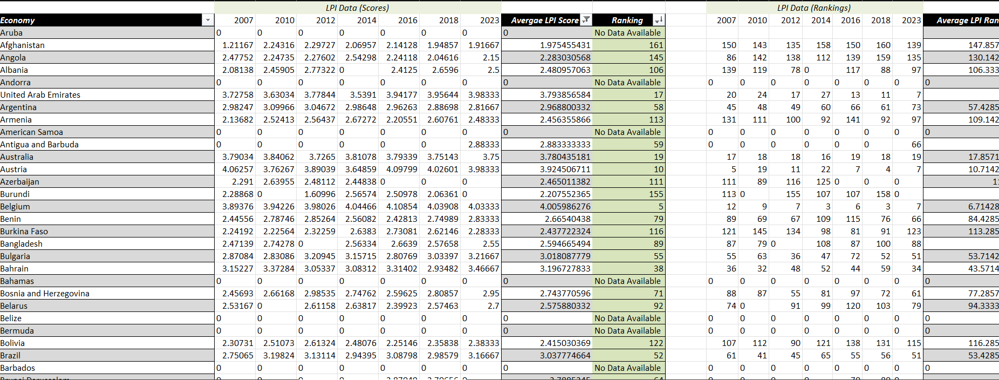 LPI Data (Scores) LPI Data (Rankings)
Economy 2007 2010 2012 2014 2016 2018 2023 Avergae LPI Score Ranking 2007 2010 2012 2014 2016 2018 2023 Average LPI Ran
Aruba 0 0 0 0 0 0 0 0 No Data Available
Afghanistan 1.21167 2.24316 2.29727 2.06957 2.14128 1.94857 1.91667 1.975455431 161 150 143 135 158 150 160 139 147.857
Angola 2.47752 2.24735 2.27602 2.54298 2.24118 2.04616 2.15 2.283030568 145 86 142 138 112 139 159 135 130.142
Albania 2.08138 2.45905 2.77322 0 2.4125 2.6596 2.5 2.480957063 106 139 119 78 0 117 88 97 106.333
Andorra 0 0 0 0 0 0 0 0 No Data Available 0 0 0 0 0 0 0 0
United Arab Emirates 3.72758 3.63034 3.77844 3.5391 3.94177 3.95644 3.98333 3.793856584 17 20 24 17 27 13 11 7
Argentina 2.98247 3.09966 3.04672 2.98648 2.96263 2.88698 2.81667 2.968800332 58 45 48 49 60 66 61 73 57.4285
Armenia 2.13682 2.52413 2.56437 2.67272 2.20551 2.60761 2.48333 2.456355866 113 131 111 100 92 141 92 97 109.142
American Samoa 0 0 0 0 0 0 0 0 No Data Available 0 0 0 0 0 0 0 0
Antigua and Barbuda 0 0 0 0 0 0 2.88333 2.883333333 59 0 0 0 0 0 0 66
Australia 3.79034 3.84062 3.7265 3.81078 3.79339 3.75143 3.75 3.780435181 19 17 18 18 16 19 18 19 17.8571
Austria 4.06257 3.76267 3.89039 3.64859 4.09799 4.02601 3.98333 3.924506711 10 5 19 11 22 7 4 7 10.7142
Azerbaijan 2.291 2.63955 2.48112 2.44838 0 0 0 2.465011382 111 111 89 116 125 0 0 0 11
Burundi 2.28868 0 1.60996 2.56574 2.50978 2.06361 0 2.207552365 155 113 0 155 107 107 158 0
Belgium 3.89376 3.94226 3.98026 4.04466 4.10854 4.03908 4.03333 4.005986276 5 12 9 7 3 6 3 7 6.71428
Benin 2.44556 2.78746 2.85264 2.56082 2.42813 2.74989 2.83333 2.66540438 79 89 69 67 109 115 76 66 84.4285
Burkina Faso 2.24192 2.22564 2.32259 2.6383 2.73081 2.62146 2.28333 2.437722324 116 121 145 134 98 81 91 123 113.285
Bangladesh 2.47139 2.74278 0 2.56334 2.6639 2.57658 2.55 2.594665494 89 87 79 0 108 87 100 88
Bulgaria 2.87084 2.83086 3.20945 3.15715 2.80769 3.03397 3.21667 3.018087779 55 55 63 36 47 72 52 51 53.7142
Bahrain 3.15227 3.37284 3.05337 3.08312 3.31402 2.93482 3.46667 3.196727833 38 36 32 48 52 44 59 34 43.5714
Bahamas 0 0 0 0 0 0 0 0 No Data Available 0 0 0 0 0 0 0 0
Bosnia and Herzegovina 2.45693 2.66168 2.98535 2.74762 2.59625 2.80857 2.95 2.743770596 71 88 87 55 81 97 72 61 77.2857
Belarus 2.53167 0 2.61158 2.63817 2.39923 2.57463 2.7 2.575880332 92 74 0 91 99 120 103 79 94.3333
Belize 0 0 0 0 0 0 0 0 No Data Available 0 0 0 0 0 0 0 0
Bermuda 0 0 0 0 0 0 0 0 No Data Available 0 0 0 0 0 0 0 0
Bolivia 2.30731 2.51073 2.61324 2.48076 2.25146 2.35838 2.38333 2.415030369 122 107 112 90 121 138 131 115 116.285
Brazil 2.75065 3.19824 3.13114 2.94395 3.08798 2.98579 3.16667 3.037774664 52 61 41 45 65 55 56 51 53.4285
Barbados 0 0 0 0 0 0 0 0 No Data Available 0 0 0 0 0 0 0 0